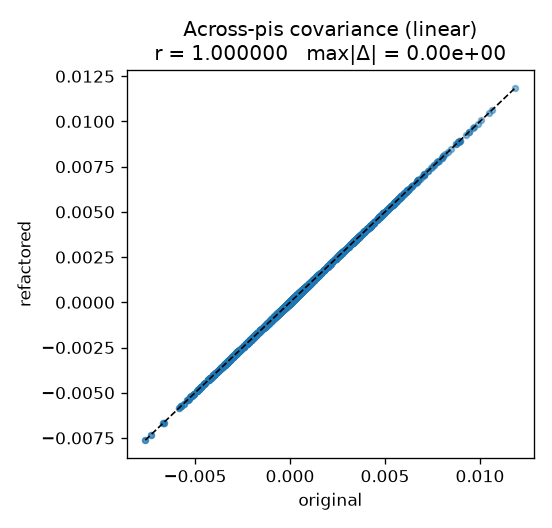 Across-pis covariance (linear)
r = 1.000000   max|Δ| = 0.00e+00
0.0125
0.0100
0.0075
0.0050
0.0025
0.0000
−0.0025
−0.0050
−0.0075
refactored
−0.005 0.000 0.005 0.010
original